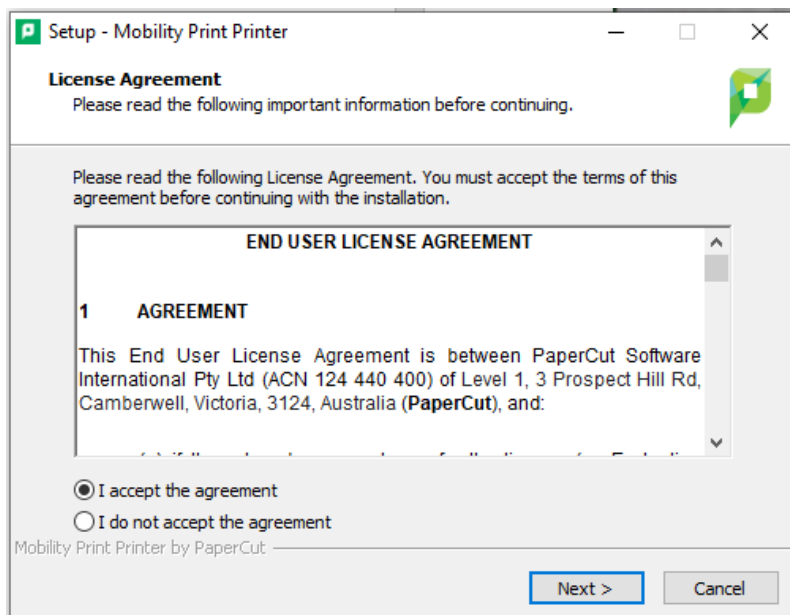 Setup - Mobility Print Printer
License Agreement
Please read the following important information before continuing.
Please read the following License Agreement. You must accept the terms of this
agreement before continuing with the installation.
END USER LICENSE AGREEMENT
1 AGREEMENT
This End User License Agreement is between PaperCut Software
International Pty Ltd (ACN 124 440 400) of Level 1, 3 Prospect Hill Rd,
Camberwell, Victoria, 3124, Australia (PaperCut), and:
I accept the agreement
I do not accept the agreement
Mobility Print Printer by PaperCut
Next >
Cancel